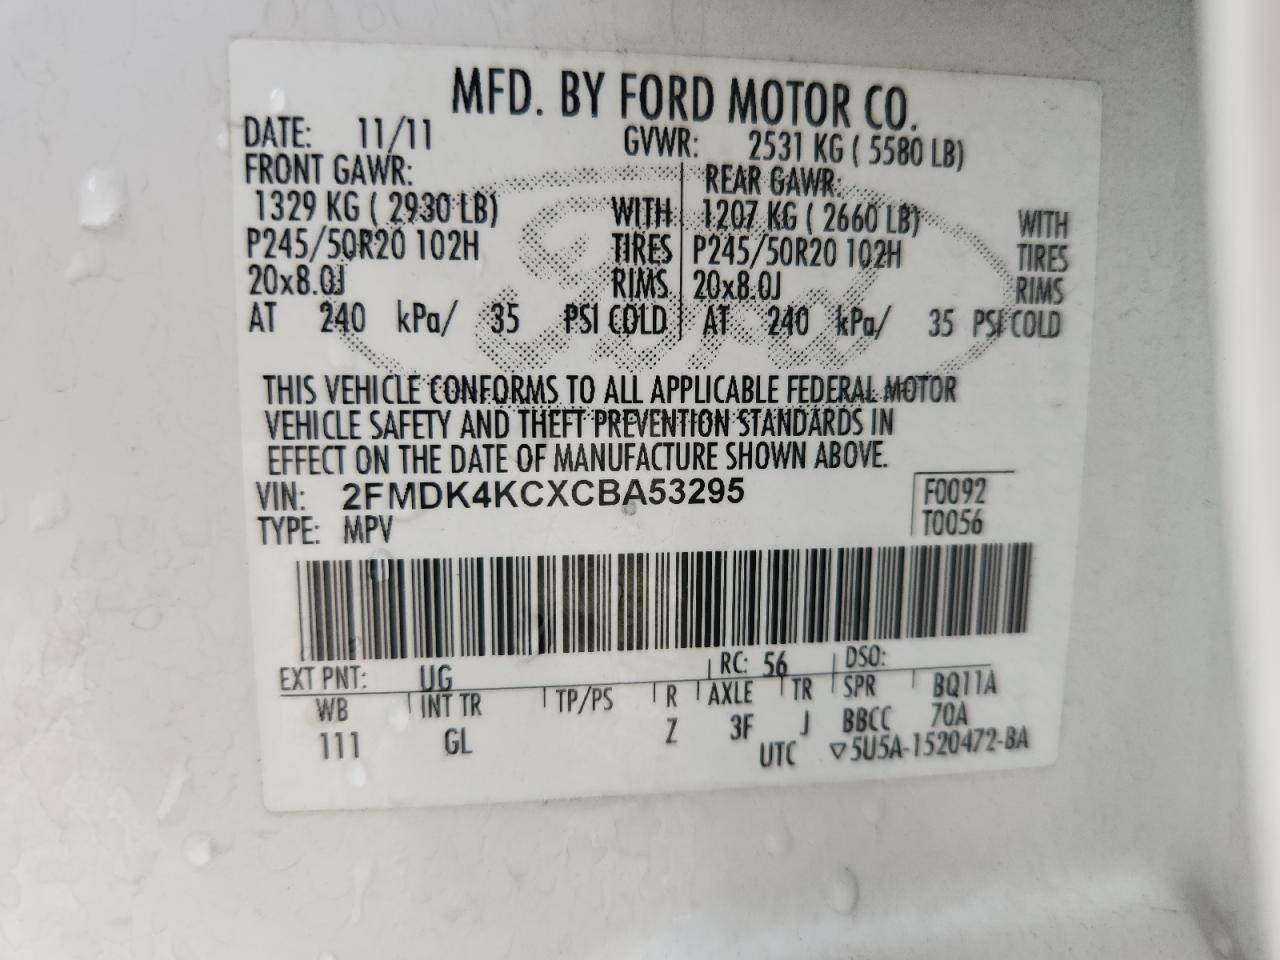 MFD. BY FORD MOTOR CO.
DATE: 11/11 GVWR: 2531 KG ( 5580 LB)
FRONT GAWR: REAR GAWR:
1329 KG ( 2930 LB) WITH 1207 KG ( 2660 LB) WITH
P245/50R20 102H TIRES P245/50R20 102H TIRES
20x8.0J RIMS 20x8.0J RIMS
AT 240 kPa/ 35 PSI COLD AT 240 kPa/ 35 PSI COLD
Ford
THIS VEHICLE CONFORMS TO ALL APPLICABLE FEDERAL MOTOR
VEHICLE SAFETY AND THEFT PREVENTION STANDARDS IN
EFFECT ON THE DATE OF MANUFACTURE SHOWN ABOVE.
VIN: 2FMDK4KCXCBA53295 F0092
TYPE: MPV T0056
EXT PNT: UG RC: 56 DSO:
WB INT TR TP/PS R AXLE TR SPR BQ11A
111 GL Z 3F J BBCC 70A
UTC ▽5U5A-1520472-BA